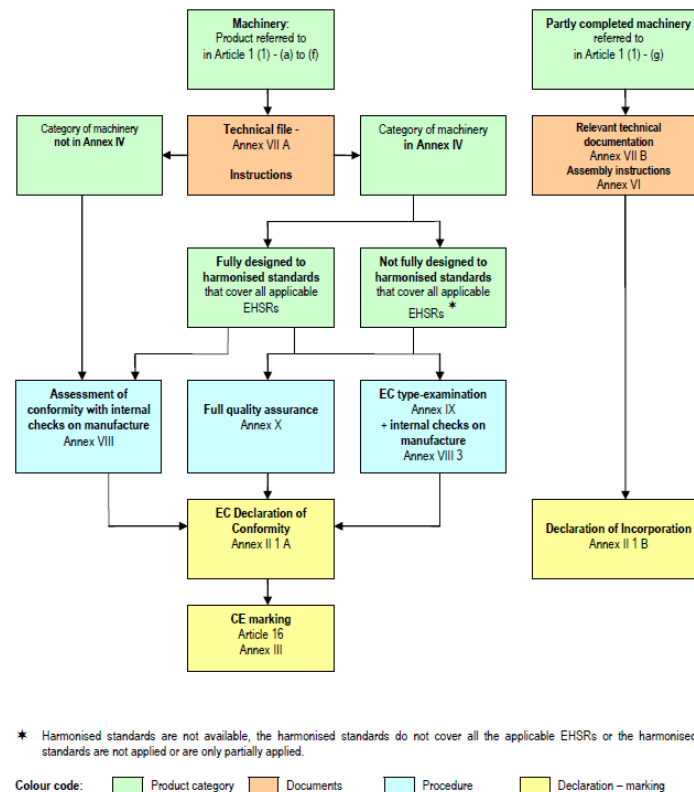 Machinery:
Product referred to
in Article 1 (1) - (a) to (f)
Partly completed machinery
referred to
in Article 1 (1) - (g)
Category of machinery
not in Annex IV
Technical file -
Annex VII A
Instructions
Category of machinery
in Annex IV
Relevant technical
documentation
Annex VII B
Assembly instructions
Annex VI
Fully designed to
harmonised standards
that cover all applicable
EHSRs
Not fully designed to
harmonised standards
that cover all applicable
EHSRs *
Assessment of
conformity with internal
checks on manufacture
Annex VIII
Full quality assurance
Annex X
EC type-examination
Annex IX
+ internal checks on
manufacture
Annex VIII 3
EC Declaration of
Conformity
Annex II 1 A
Declaration of Incorporation
Annex II 1 B
CE marking
Article 16
Annex III
* Harmonised standards are not available, the harmonised standards do not cover all the applicable EHSRs or the harmonised
standards are not applied or are only partially applied.
Colour code: Product category Documents Procedure Declaration – marking